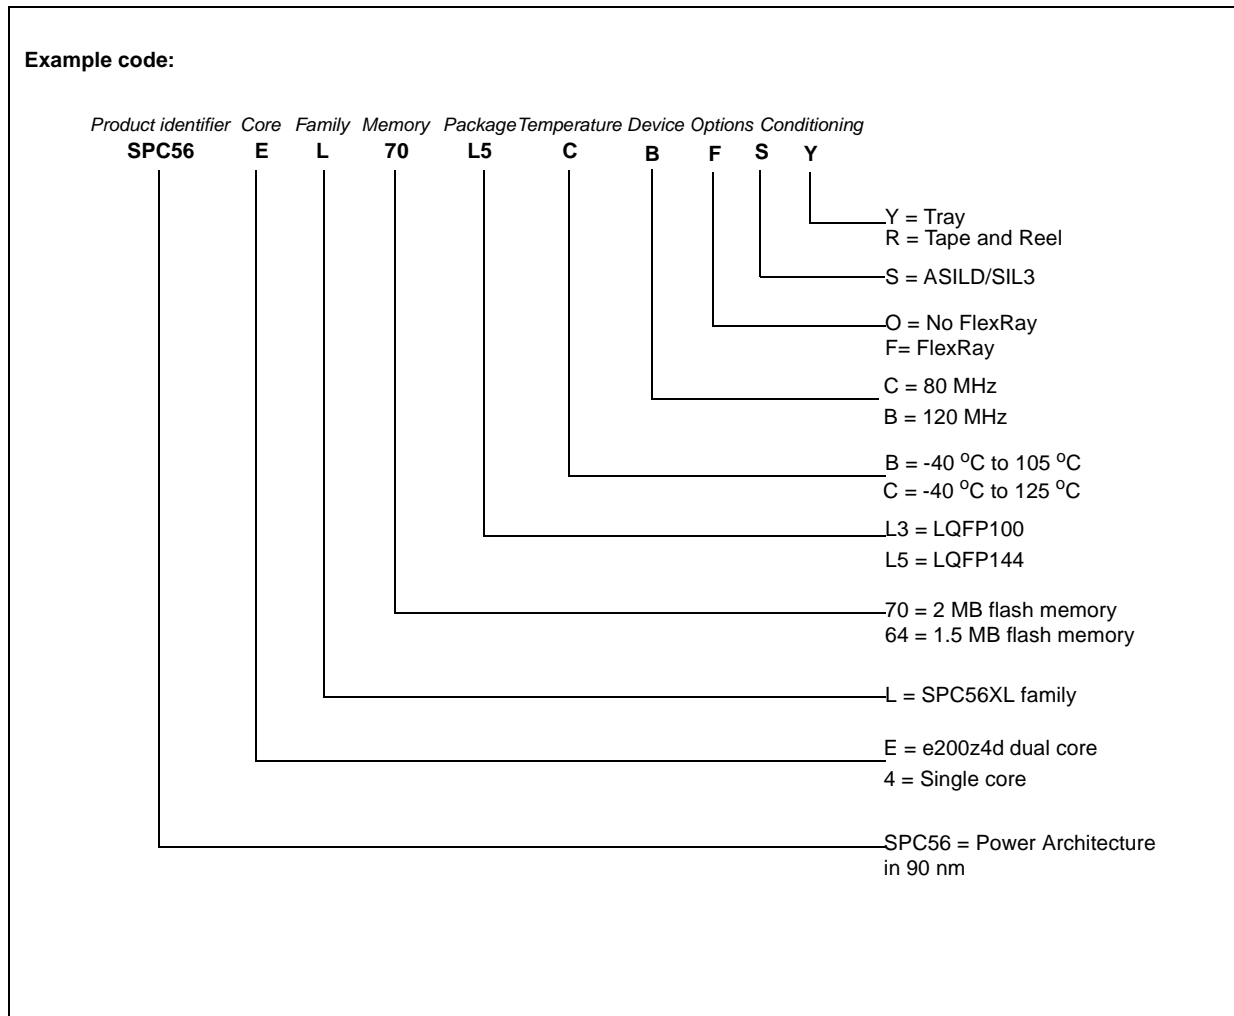 Example code:
Product identifier Core Family Memory Package Temperature Device Options Conditioning
SPC56 E L 70 L5 C B F S Y
Y = Tray
R = Tape and Reel
S = ASILD/SIL3
O = No FlexRay
F= FlexRay
C = 80 MHz
B = 120 MHz
B = -40 °C to 105 °C
C = -40 °C to 125 °C
L3 = LQFP100
L5 = LQFP144
70 = 2 MB flash memory
64 = 1.5 MB flash memory
L = SPC56XL family
E = e200z4d dual core
4 = Single core
SPC56 = Power Architecture
in 90 nm